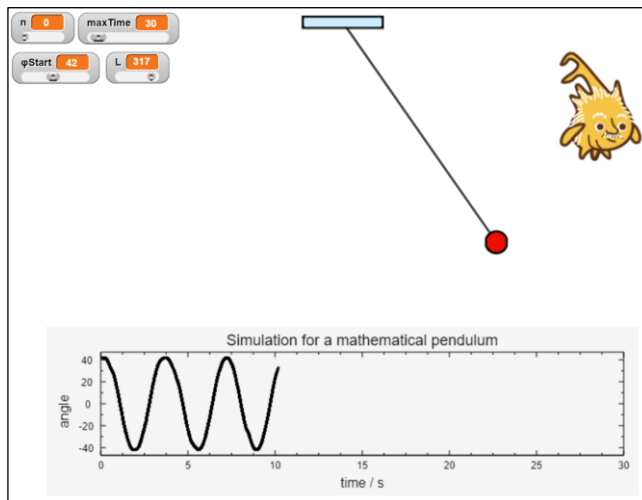 n 0
maxTime 30
φStart 42
L 317
Simulation for a mathematical pendulum
angle
40
20
0
-20
-40
0 5 10 15 20 25 30
time / s